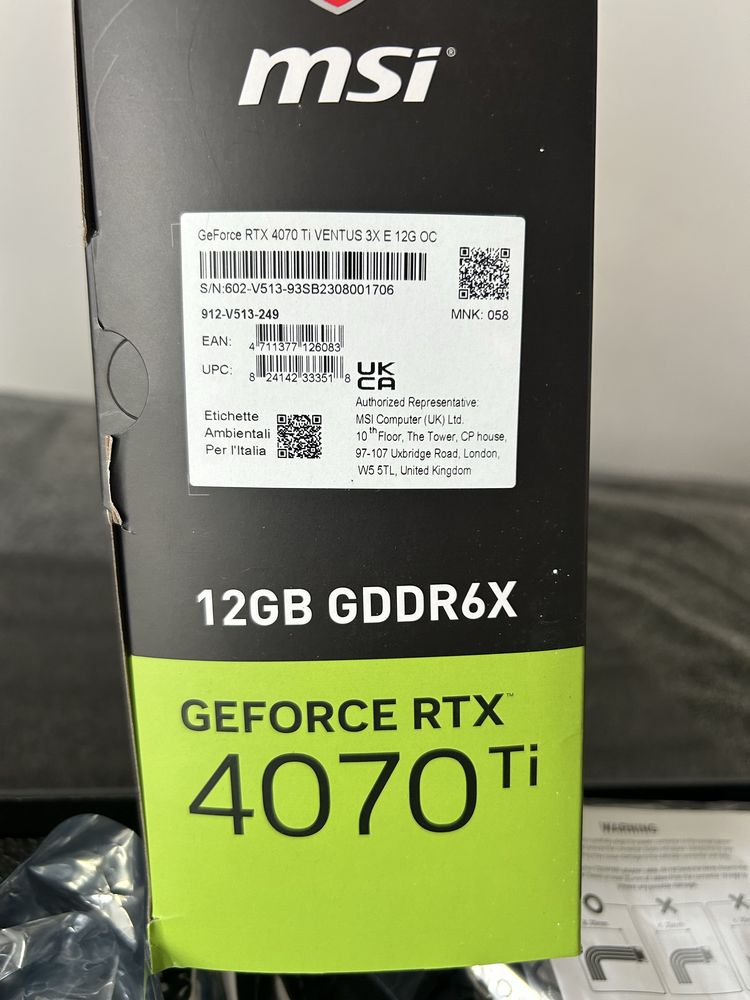 msi®
GeForce RTX 4070 Ti VENTUS 3X E 12G OC
S/N:602-V513-93SB2308001706
912-V513-249
MNK: 058
EAN:
4 711377 126083
UPC:
8 24142 33351 8
UK
CA
Etichette
Ambientali
Per l'Italia
Authorized Representative:
MSI Computer (UK) Ltd.
10th Floor, The Tower, CP house,
97-107 Uxbridge Road, London,
W5 5TL, United Kingdom
12GB GDDR6X
GEFORCE RTX™
4070 Ti
WARNING